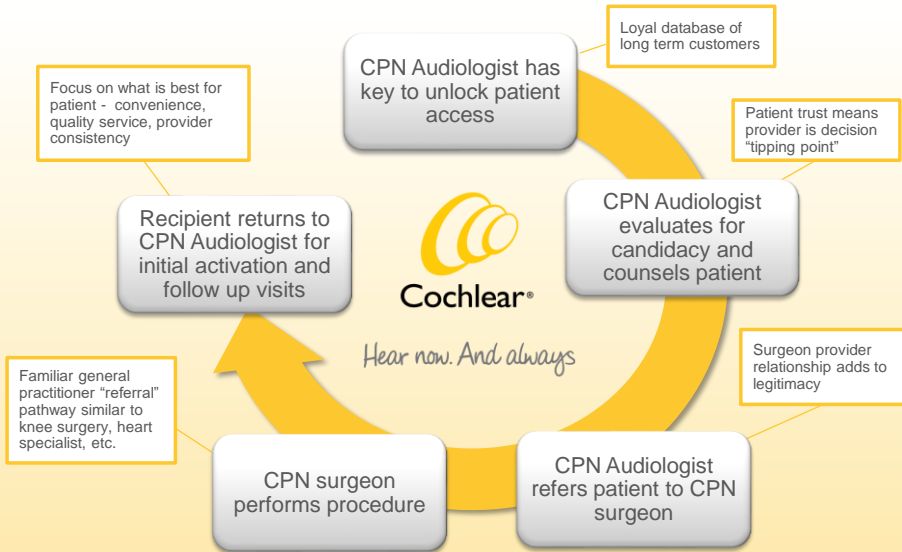 Loyal database of
long term customers
CPN Audiologist has
key to unlock patient
access
Focus on what is best for
patient - convenience,
quality service, provider
consistency
Patient trust means
provider is decision
“tipping point”
CPN Audiologist
evaluates for
candidacy and
counsels patient
Recipient returns to
CPN Audiologist for
initial activation and
follow up visits
Cochlear®
Hear now. And always
Surgeon provider
relationship adds to
legitimacy
Familiar general
practitioner “referral”
pathway similar to
knee surgery, heart
specialist, etc.
CPN Audiologist
refers patient to CPN
surgeon
CPN surgeon
performs procedure